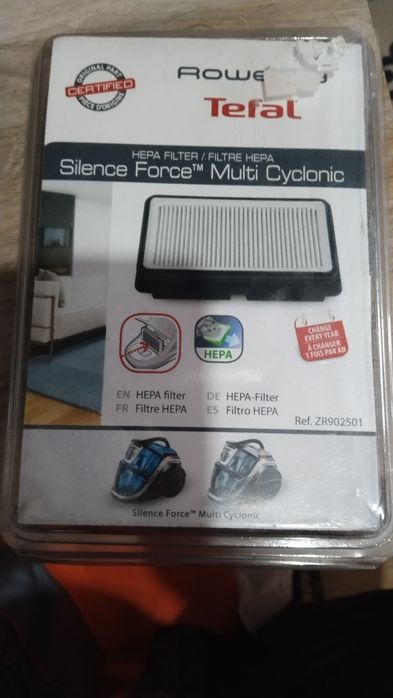 ORIGINAL PART
CERTIFIED
PIÈCE D'ORIGINE
Tefal
HEPA FILTER / FILTRE HEPA
Silence Force™ Multi Cyclonic
HEPA
CHANGE
EVERY YEAR
À CHANGER
1 FOIS PAR AN
EN HEPA filter
DE HEPA-Filter
FR Filtre HEPA
ES Filtro HEPA
Ref. ZR902501
Silence Force™ Multi Cyclonic